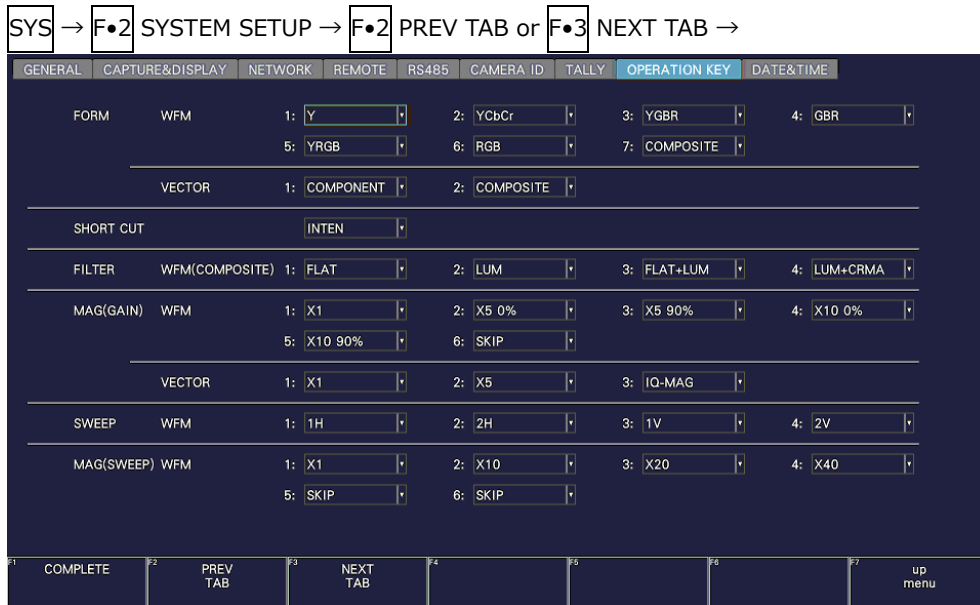 SYS → F•2 SYSTEM SETUP → F•2 PREV TAB or F•3 NEXT TAB →
GENERAL CAPTURE&DISPLAY NETWORK REMOTE RS485 CAMERA ID TALLY OPERATION KEY DATE&TIME
FORM WFM 1: Y 2: YCbCr 3: YGBR 4: GBR
5: YRGB 6: RGB 7: COMPOSITE
VECTOR 1: COMPONENT 2: COMPOSITE
SHORT CUT INTEN
FILTER WFM(COMPOSITE) 1: FLAT 2: LUM 3: FLAT+LUM 4: LUM+CRMA
MAG(GAIN) WFM 1: X1 2: X5 0% 3: X5 90% 4: X10 0%
5: X10 90% 6: SKIP
VECTOR 1: X1 2: X5 3: IQ-MAG
SWEEP WFM 1: 1H 2: 2H 3: 1V 4: 2V
MAG(SWEEP) WFM 1: X1 2: X10 3: X20 4: X40
5: SKIP 6: SKIP
F1 COMPLETE F2 PREV TAB F3 NEXT TAB F4 F5 F6 F7 up menu